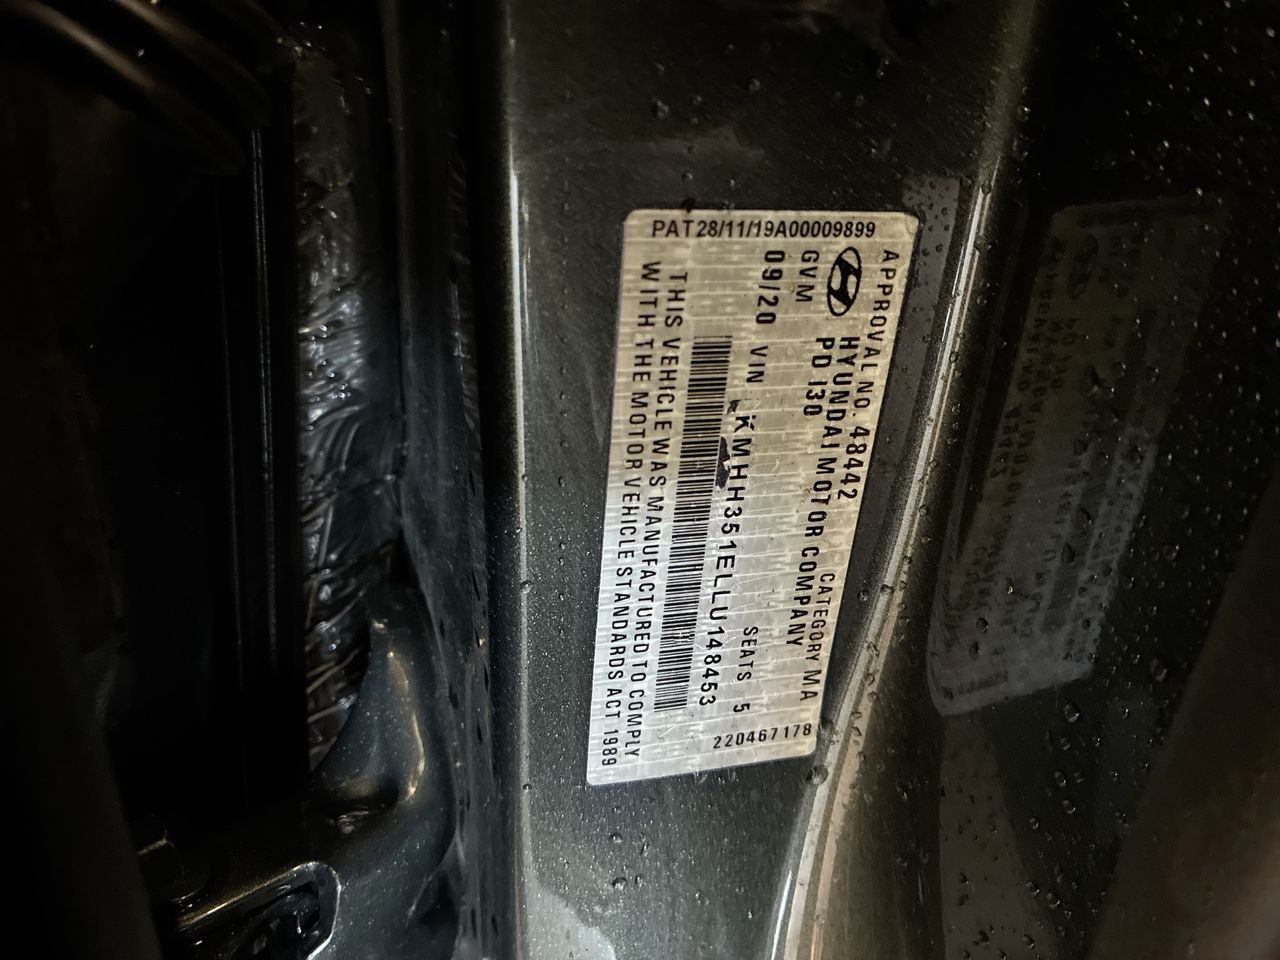 APPROVAL NO. 48442 CATEGORY MA
HYUNDAI MOTOR COMPANY
GVM PD I30
09/20 VIN KMHH351ELLU148453 SEATS 5
THIS VEHICLE WAS MANUFACTURED TO COMPLY
WITH THE MOTOR VEHICLE STANDARDS ACT 1989
PAT28/11/19A00009899
220467178